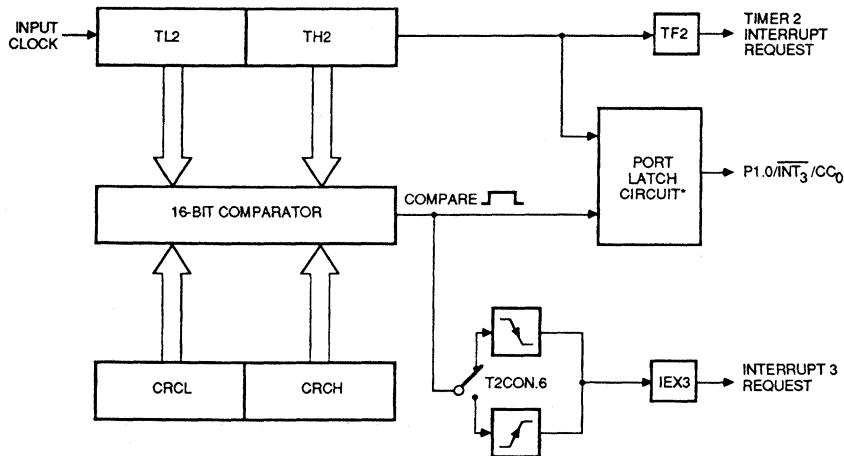 INPUT
CLOCK
TL2
TH2
TF2
TIMER 2
INTERRUPT
REQUEST
PORT
LATCH
CIRCUIT*
P1.0/INT3/CC0
16-BIT COMPARATOR
COMPARE
CRCL
CRCH
T2CON.6
IEX3
INTERRUPT 3
REQUEST